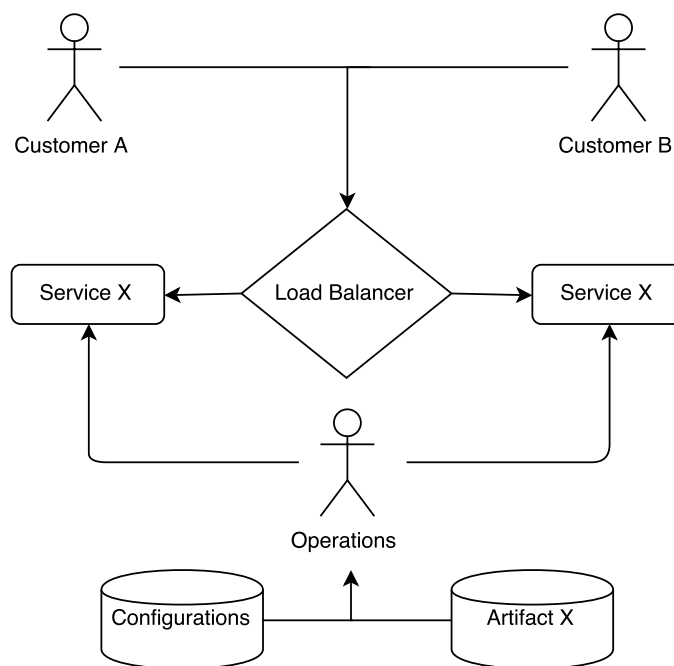 Customer A
Customer B
Service X
Load Balancer
Service X
Operations
Configurations
Artifact X